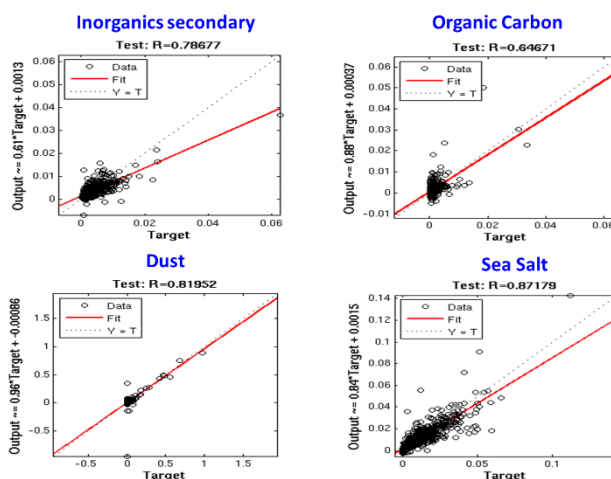 Inorganics secondary
Test: R=0.78677
Output ~= 0.61*Target + 0.0013
0.06
0.05
0.04
0.03
0.02
0.01
0
Data
Fit
Y = T
0
0.02
0.04
0.06
Target
Organic Carbon
Test: R=0.64671
Output ~= 0.88*Target + 0.00037
0.06
0.05
0.04
0.03
0.02
0.01
0
-0.01
Data
Fit
Y = T
0
0.02
0.04
0.06
Target
Dust
Test: R=0.81952
Output ~= 0.96*Target + -0.00086
1.5
1
0.5
0
-0.5
Data
Fit
Y = T
-0.5
0
0.5
1
1.5
Target
Sea Salt
Test: R=0.87179
Output ~= 0.84*Target + 0.0015
0.14
0.12
0.1
0.08
0.06
0.04
0.02
0
Data
Fit
Y = T
0
0.05
0.1
Target